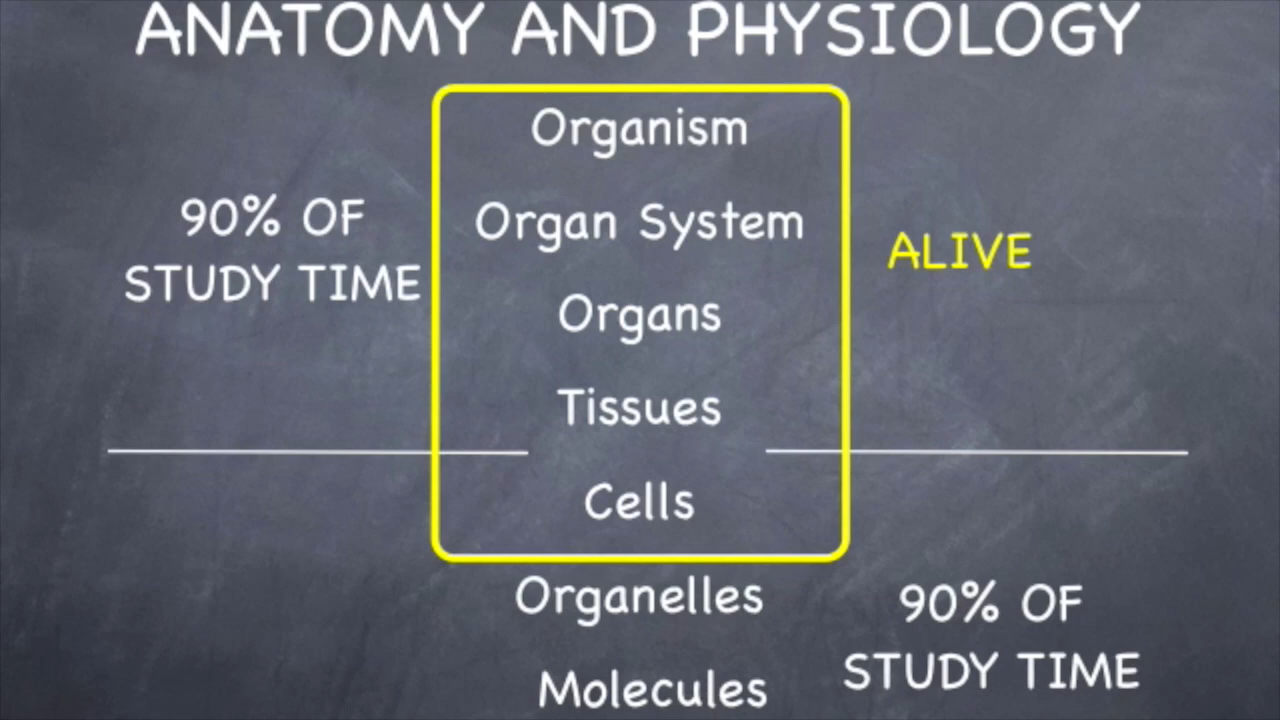 ANATOMY AND PHYSIOLOGY
Organism
90% OF
STUDY TIME
Organ System
ALIVE
Organs
Tissues
Cells
Organelles
90% OF
STUDY TIME
Molecules